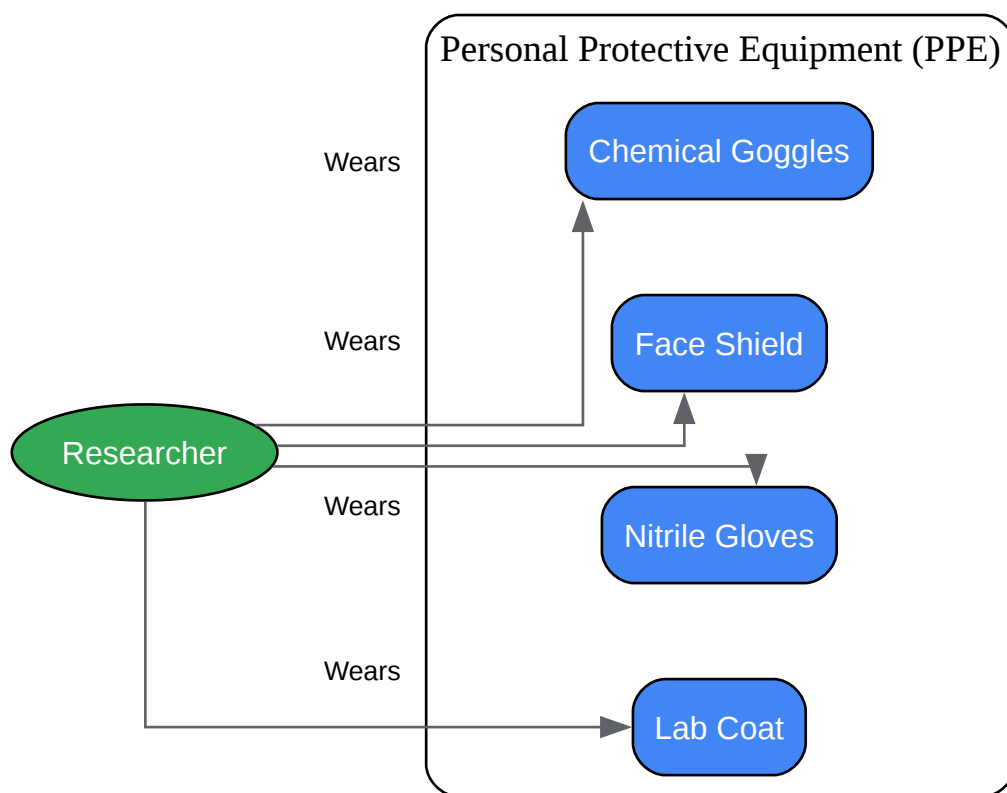 Personal Protective Equipment (PPE)
Wears
Chemical Goggles
Wears
Face Shield
Researcher
Wears
Nitrile Gloves
Wears
Lab Coat